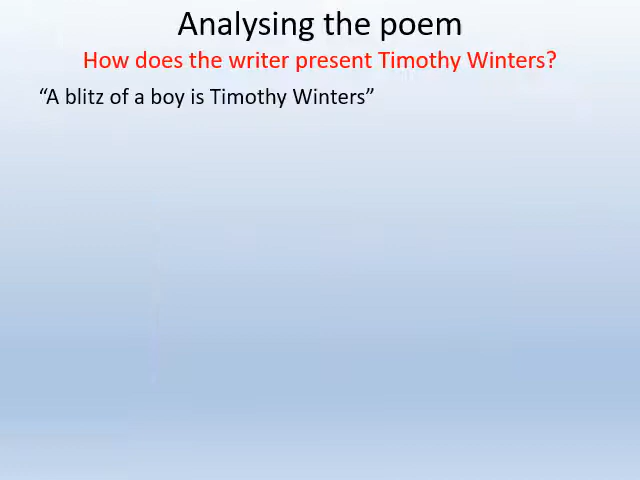 Analysing the poem
How does the writer present Timothy Winters?
“A blitz of a boy is Timothy Winters”